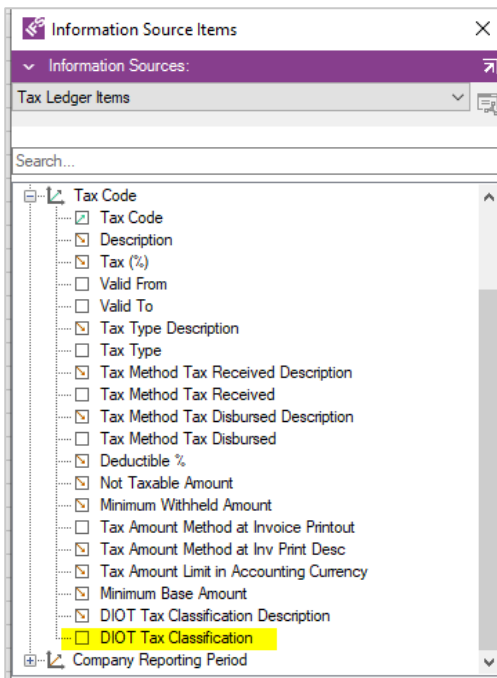 Information Source Items
Information Sources:
Tax Ledger Items
Search...
Tax Code
Tax Code
Description
Tax (%)
Valid From
Valid To
Tax Type Description
Tax Type
Tax Method Tax Received Description
Tax Method Tax Received
Tax Method Tax Disbursed Description
Tax Method Tax Disbursed
Deductible %
Not Taxable Amount
Minimum Withheld Amount
Tax Amount Method at Invoice Printout
Tax Amount Method at Inv Print Desc
Tax Amount Limit in Accounting Currency
Minimum Base Amount
DIOT Tax Classification Description
DIOT Tax Classification
Company Reporting Period